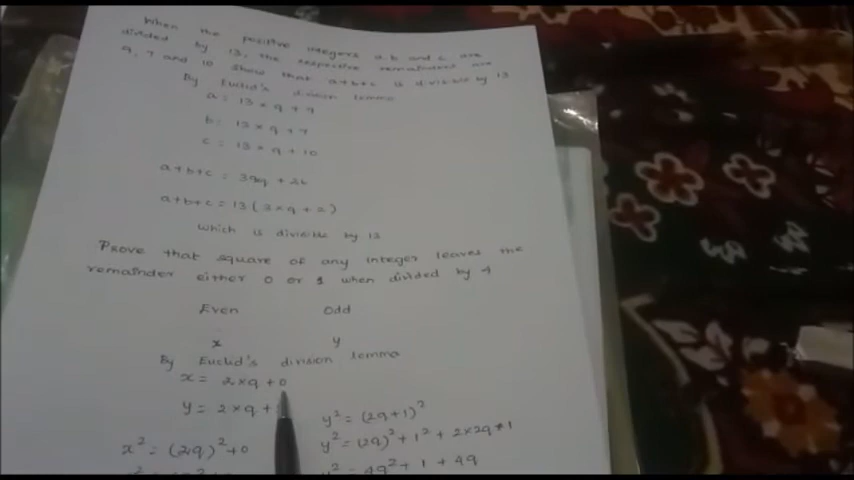 When the positive integers a.b and c are
divided by 13, the respective remainders are
9, 7 and 10 show that a+b+c is divisible by 13
By Euclid's division lemma
a = 13 × q + 9
b = 13 × q + 7
c = 13 × q + 10
a+b+c = 39q + 26
a+b+c = 13 (3×q + 2)
which is divisible by 13
Prove that square of any integer leaves the
remainder either 0 or 1 when divided by 4
Even Odd
x y
By Euclid's division lemma
x = 2×q + 0
y = 2×q +
y² = (2q+1)²
x² = (2q)² + 0
y² = (2q)² + 1² + 2×2q×1
y² = 4q² + 1 + 4q